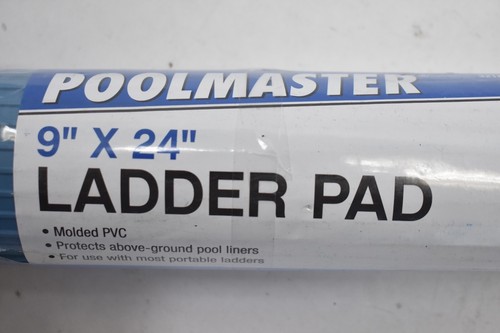 POOLMASTER
9" X 24"
LADDER PAD
• Molded PVC
• Protects above-ground pool liners
• For use with most portable ladders